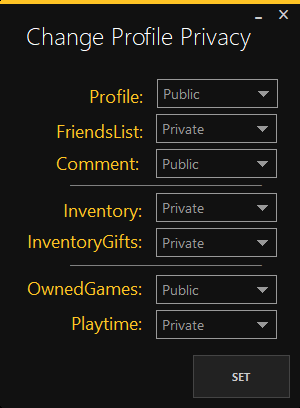 Change Profile Privacy
Profile: Public
FriendsList: Private
Comment: Public
Inventory: Private
InventoryGifts: Private
OwnedGames: Public
Playtime: Private
SET